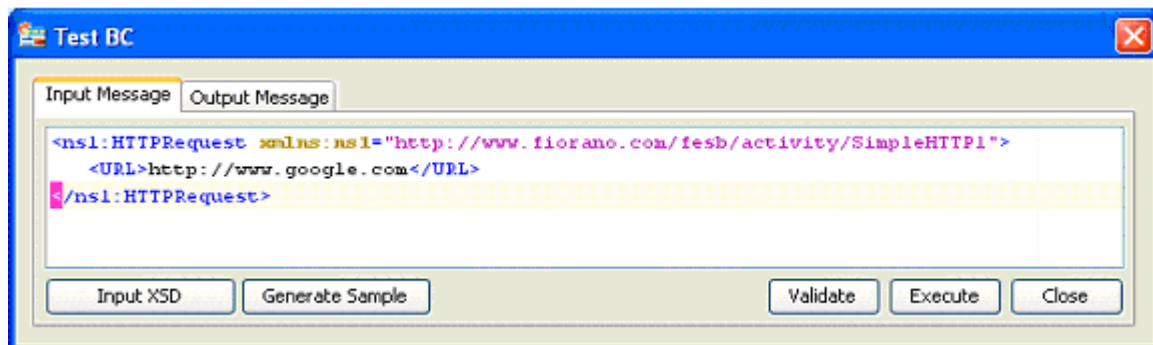 Test BC
Input Message Output Message
<ns1:HTTPRequest xmlns:ns1="http://www.fiorano.com/fesb/activity/SimpleHTTP1">
<URL>http://www.google.com</URL>
</ns1:HTTPRequest>
Input XSD Generate Sample Validate Execute Close